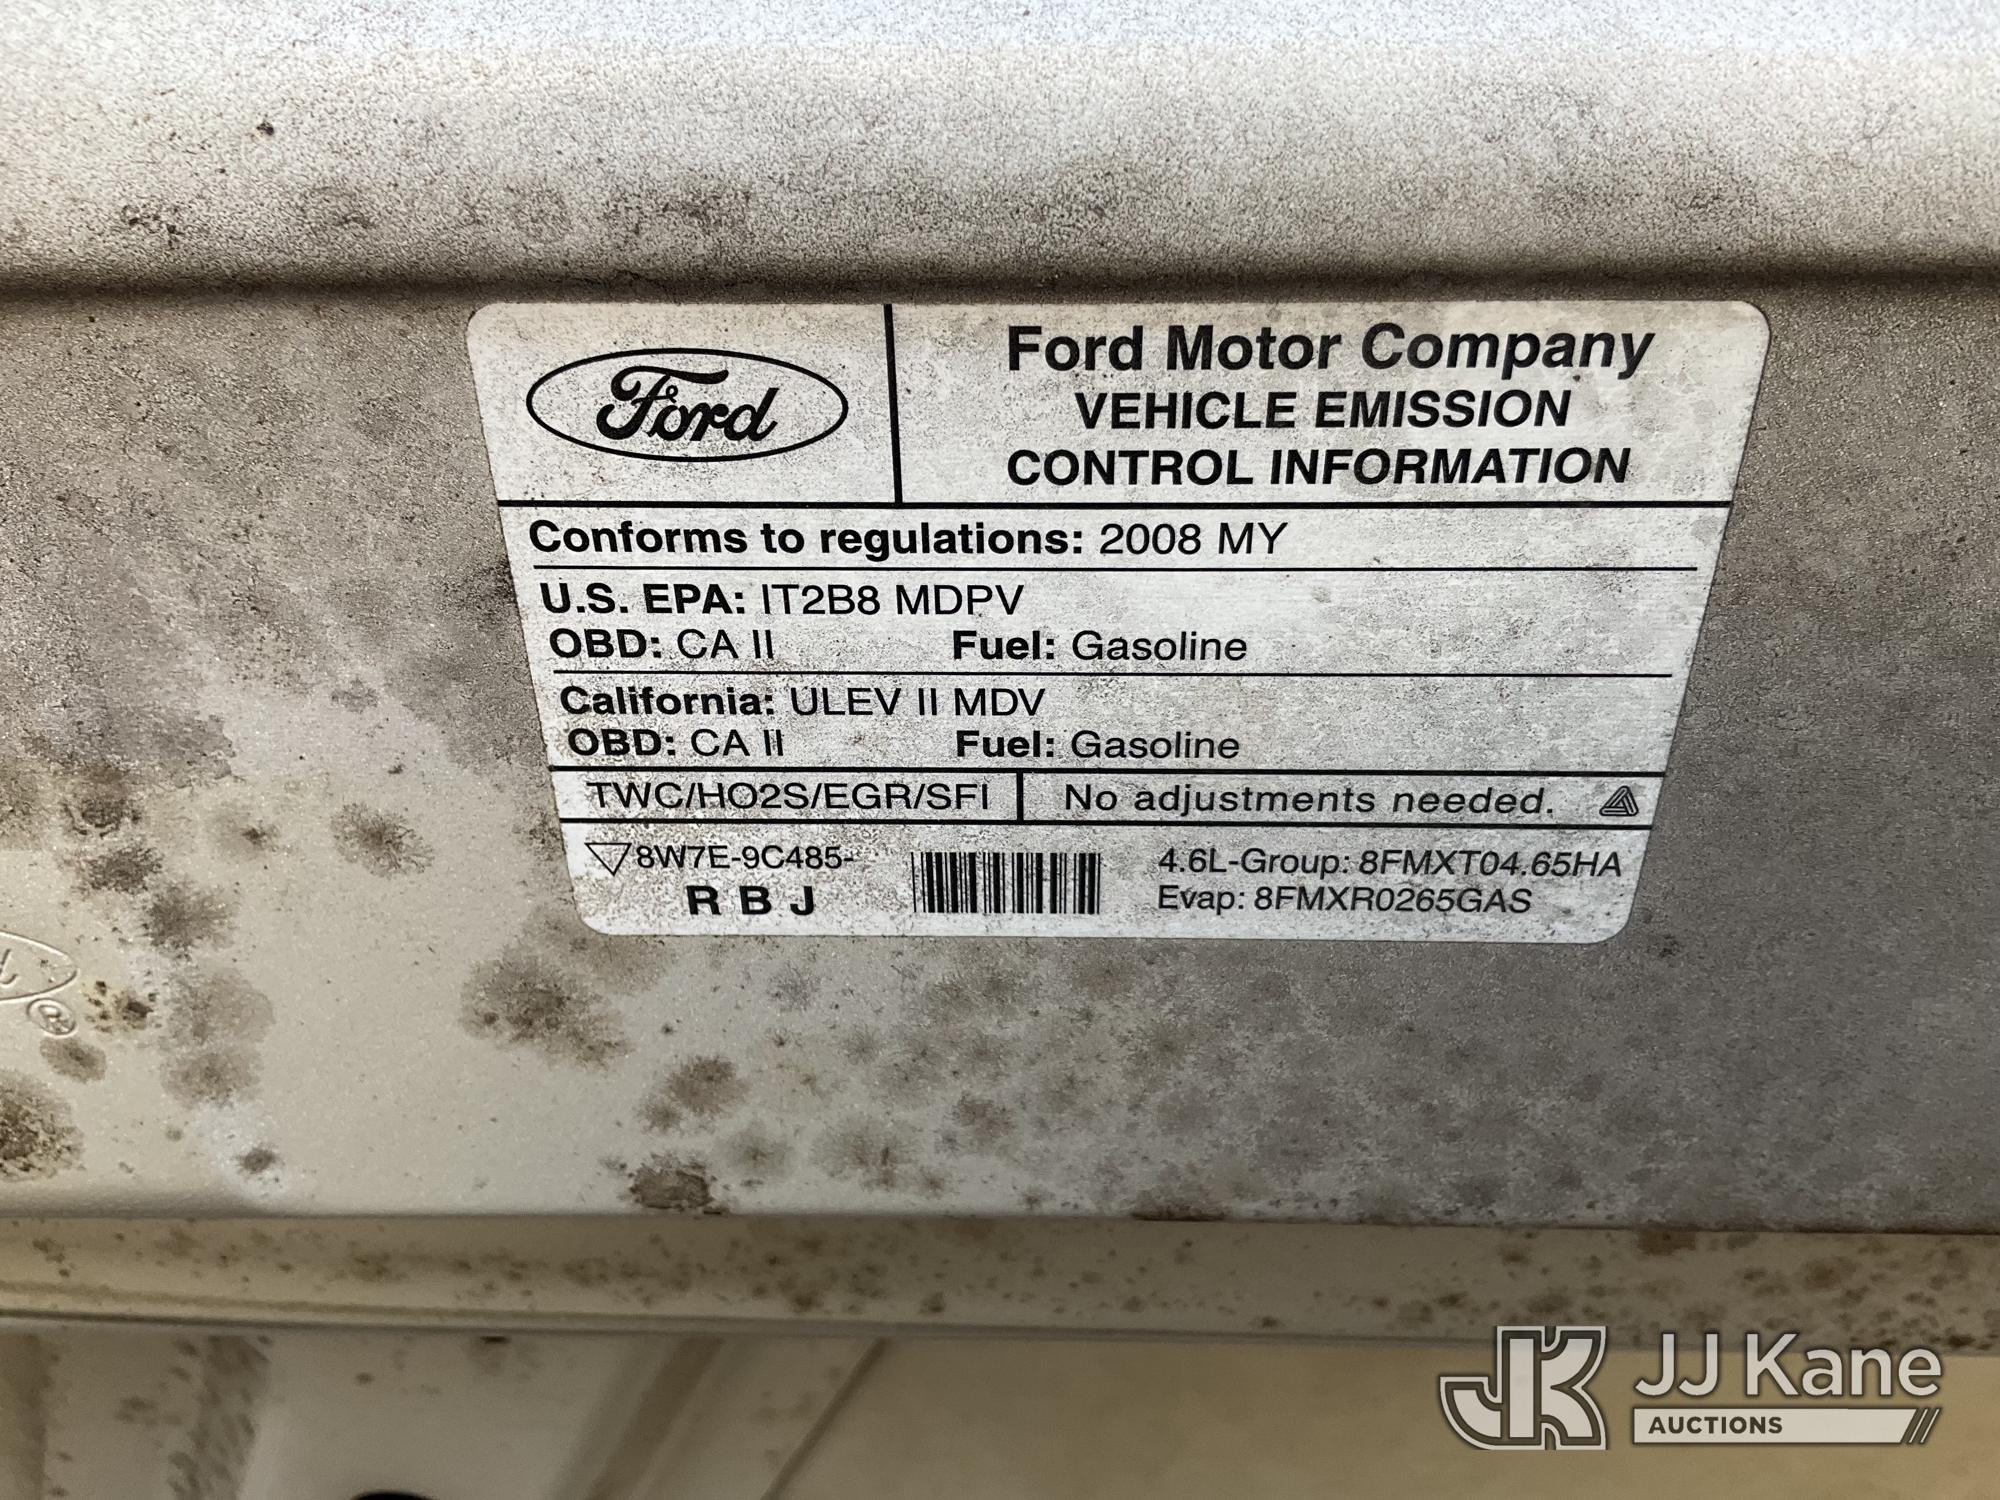 Ford
Ford Motor Company
VEHICLE EMISSION
CONTROL INFORMATION
Conforms to regulations: 2008 MY
U.S. EPA: IT2B8 MDPV
OBD: CA II Fuel: Gasoline
California: ULEV II MDV
OBD: CA II Fuel: Gasoline
TWC/HO2S/EGR/SFI No adjustments needed.
8W7E-9C485-
R B J
4.6L-Group: 8FMXT04.65HA
Evap: 8FMXR0265GAS
®
JK JJ Kane
AUCTIONS